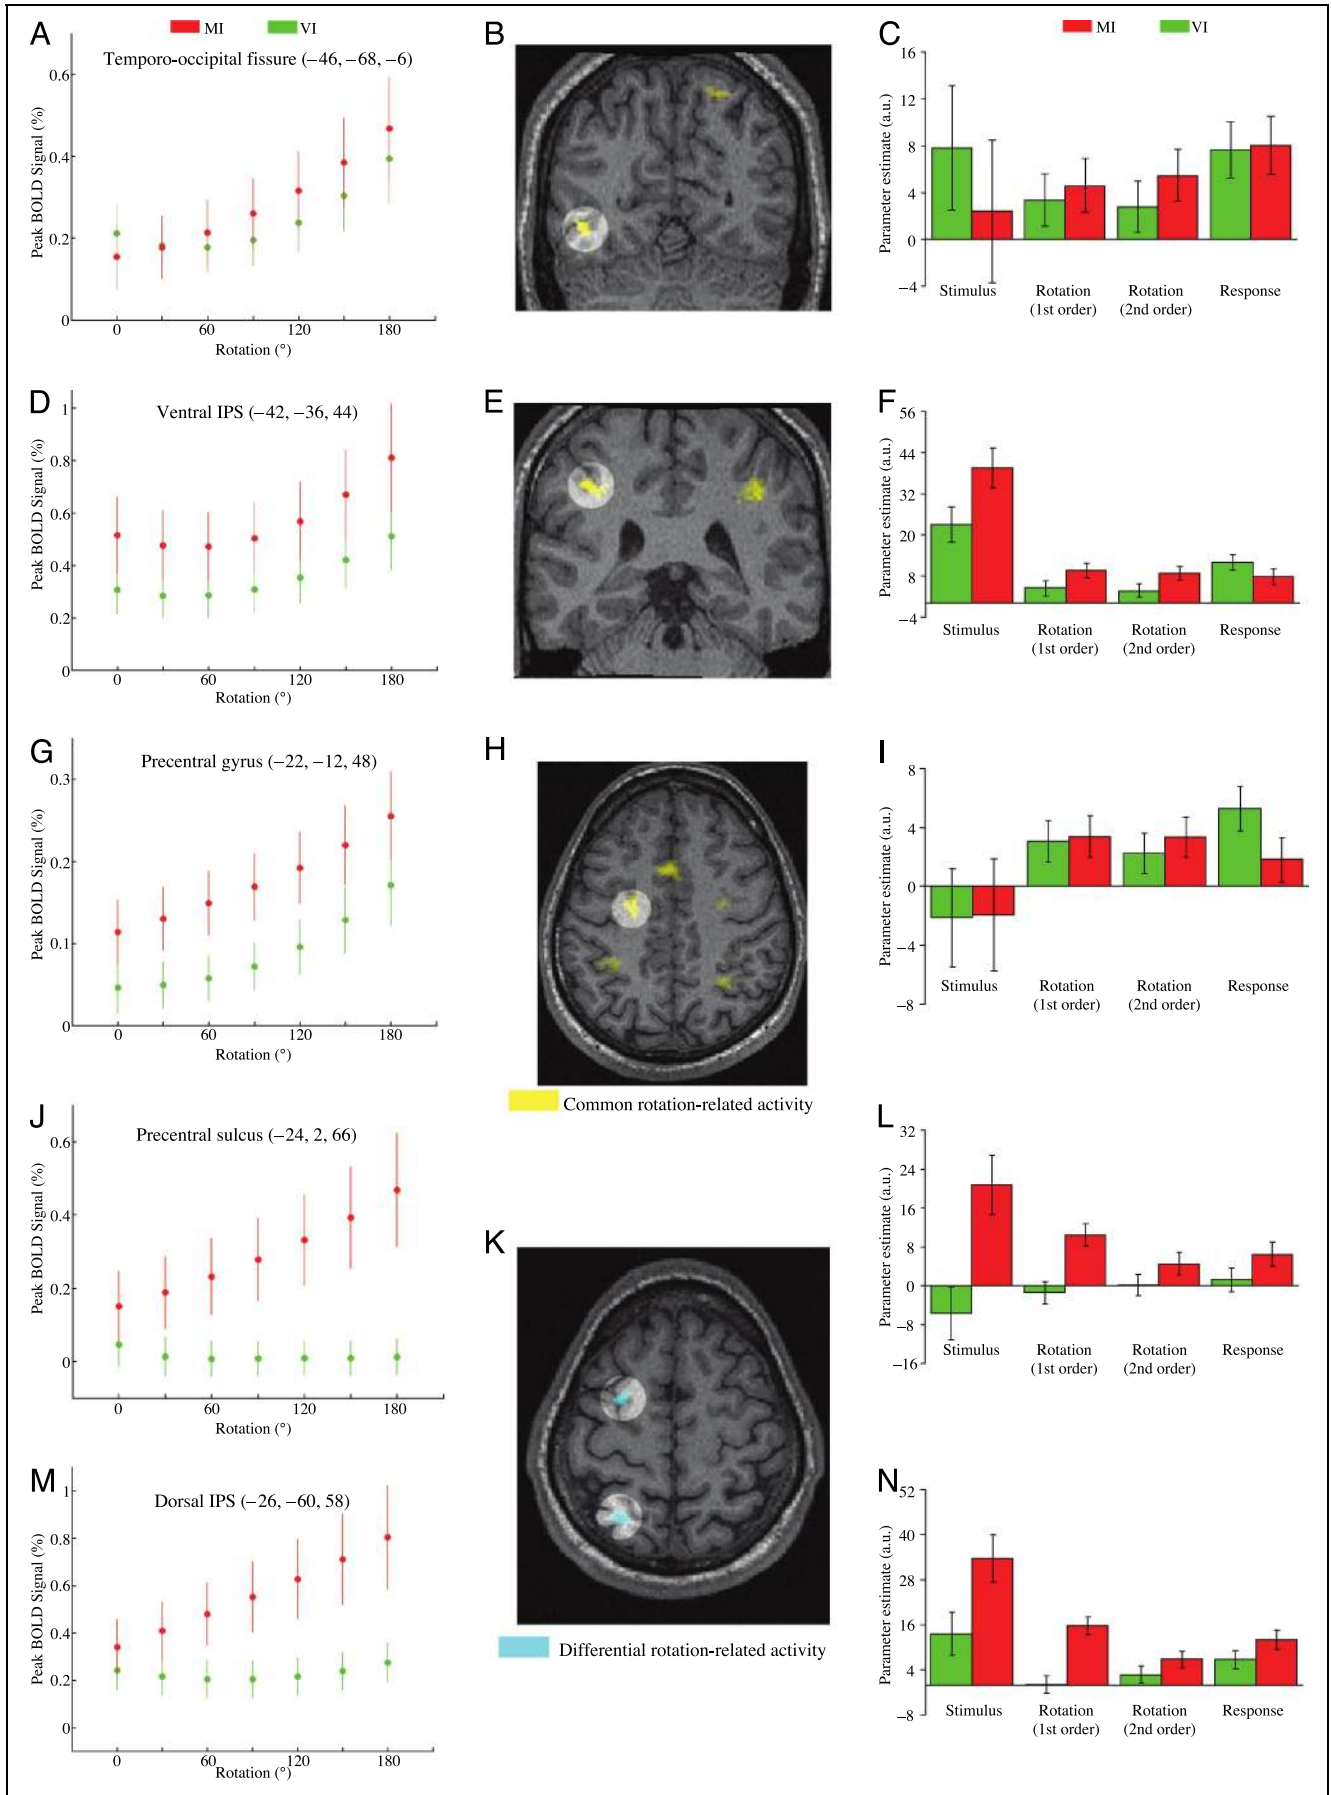 A
MI
VI
Temporo-occipital fissure (−46, −68, −6)
Peak BOLD Signal (%)
0.6
0.4
0.2
0
0
60
120
180
Rotation (°)
B
C
MI
VI
Parameter estimate (a.u.)
16
12
8
4
0
−4
Stimulus
Rotation
(1st order)
Rotation
(2nd order)
Response
D
Ventral IPS (−42, −36, 44)
Peak BOLD Signal (%)
1
0.8
0.6
0.4
0.2
0
0
60
120
180
Rotation (°)
E
F
Parameter estimate (a.u.)
56
44
32
20
8
−4
Stimulus
Rotation
(1st order)
Rotation
(2nd order)
Response
G
Precentral gyrus (−22, −12, 48)
Peak BOLD Signal (%)
0.3
0.2
0.1
0
0
60
120
180
Rotation (°)
H
Common rotation-related activity
I
Parameter estimate (a.u.)
8
4
0
−4
−8
Stimulus
Rotation
(1st order)
Rotation
(2nd order)
Response
J
Precentral sulcus (−24, 2, 66)
Peak BOLD Signal (%)
0.6
0.4
0.2
0
0
60
120
180
Rotation (°)
K
Differential rotation-related activity
L
Parameter estimate (a.u.)
32
24
16
8
0
−8
−16
Stimulus
Rotation
(1st order)
Rotation
(2nd order)
Response
M
Dorsal IPS (−26, −60, 58)
Peak BOLD Signal (%)
1
0.8
0.6
0.4
0.2
0
0
60
120
180
Rotation (°)
N
Parameter estimate (a.u.)
52
40
28
16
4
−8
Stimulus
Rotation
(1st order)
Rotation
(2nd order)
Response